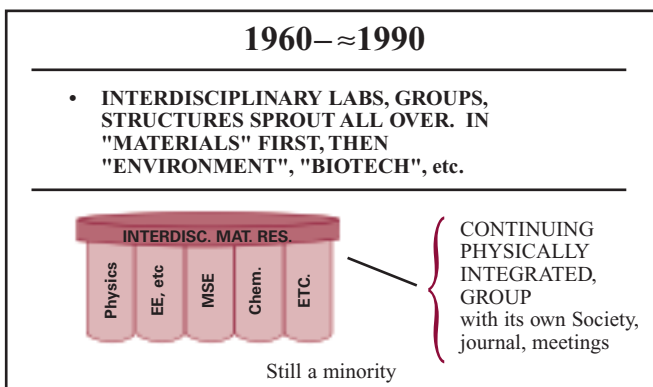 1960–≈1990
• INTERDISCIPLINARY LABS, GROUPS,
STRUCTURES SPROUT ALL OVER. IN
"MATERIALS" FIRST, THEN
"ENVIRONMENT", "BIOTECH", etc.
INTERDISC. MAT. RES.
Physics
EE, etc
MSE
Chem.
ETC.
CONTINUING
PHYSICALLY
INTEGRATED,
GROUP
with its own Society,
journal, meetings
Still a minority